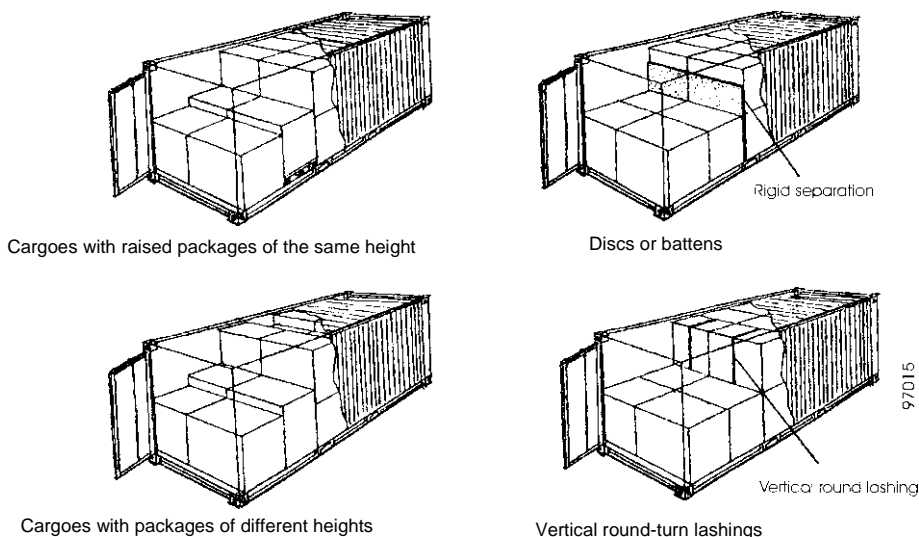 Rigid separation
Cargoes with raised packages of the same height
Discs or battens
97015
Vertical round lashing
Cargoes with packages of different heights
Vertical round-turn lashings